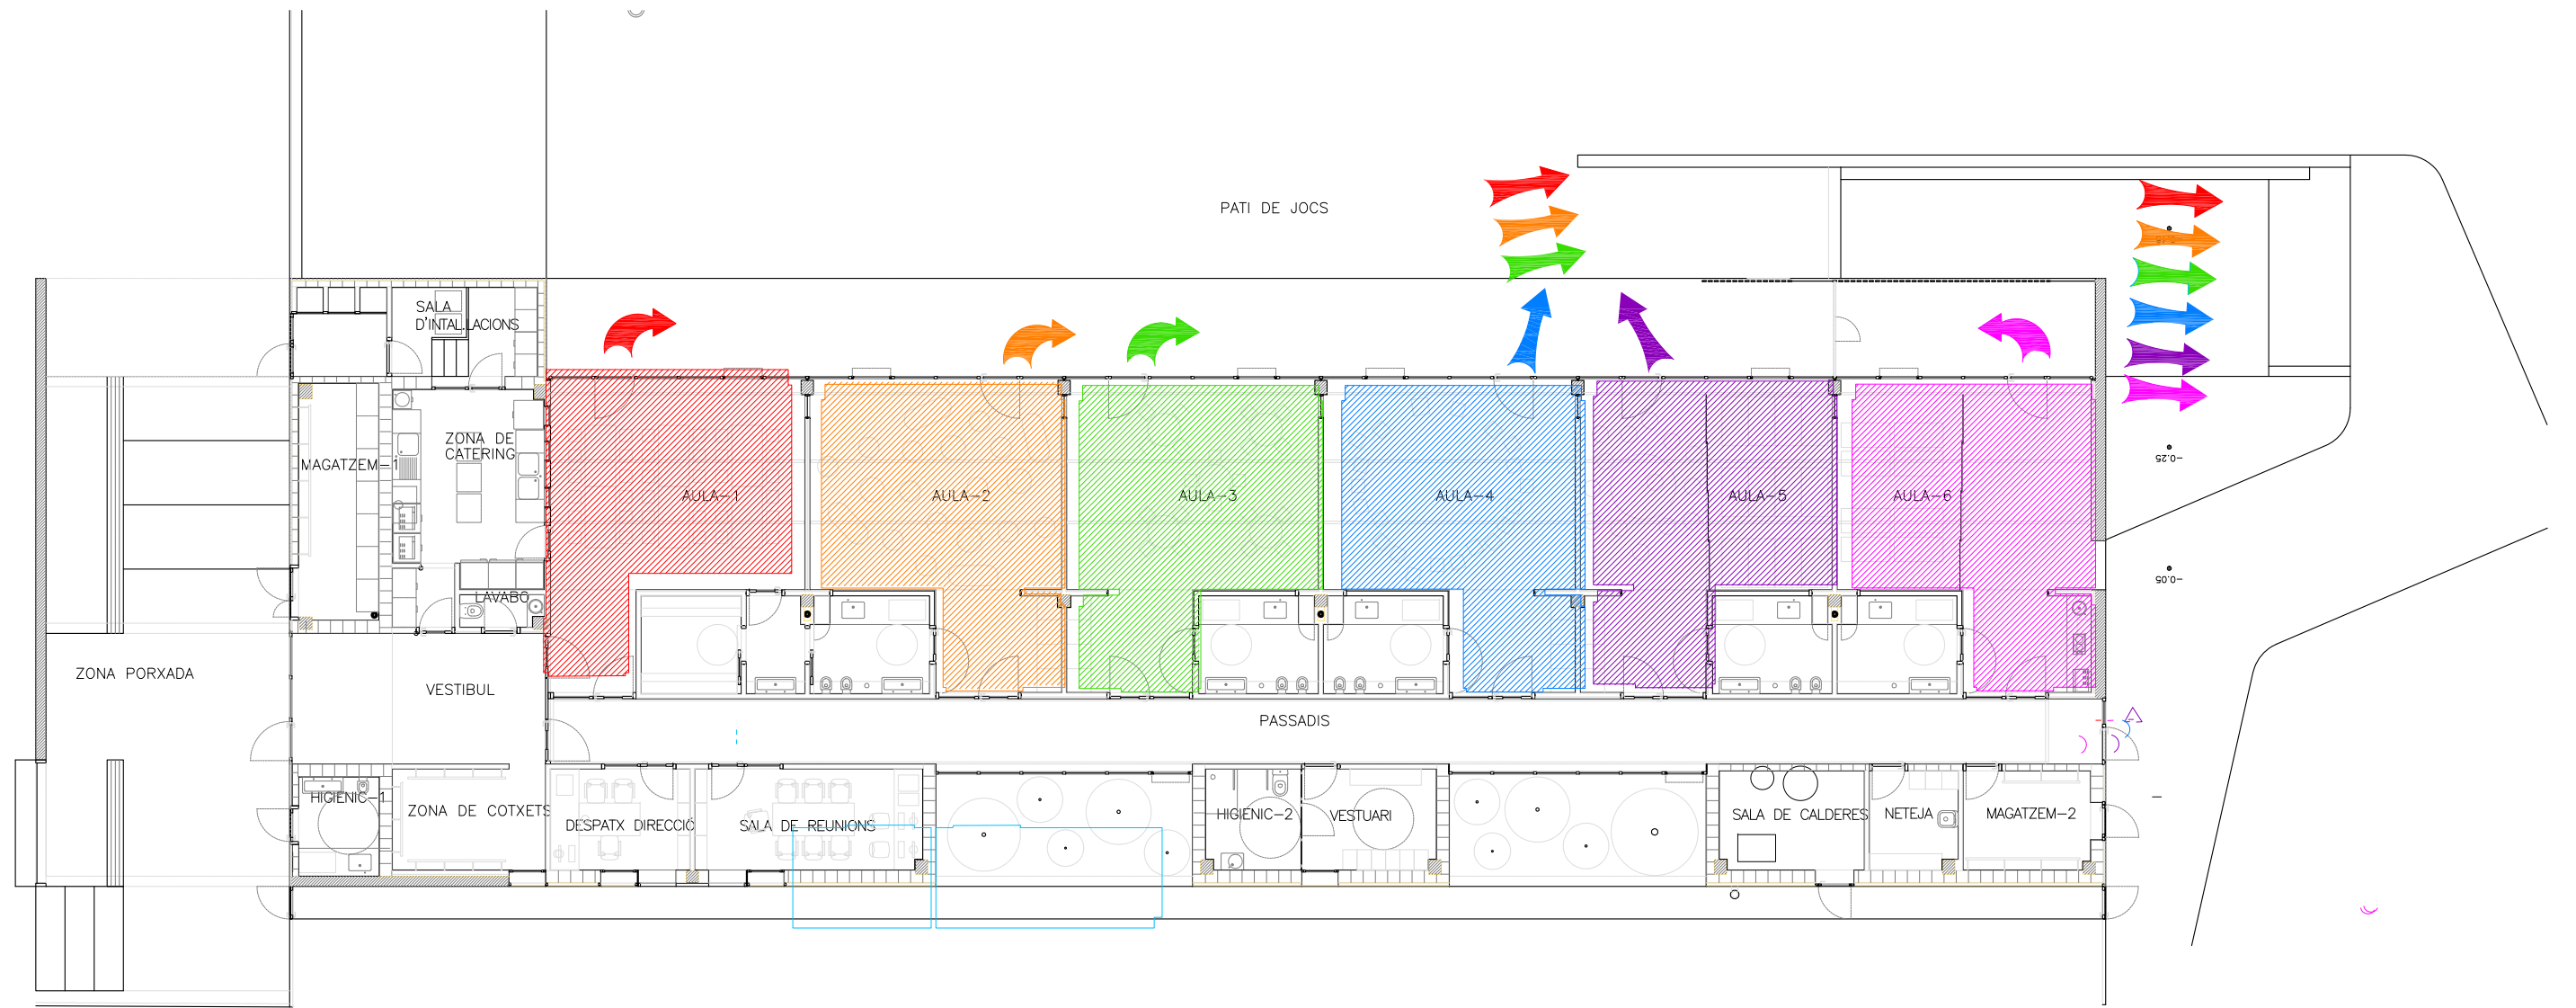 PATI DE JOCS
SALA
D'INTAL.LACIONS
ZONA DE
CATERING
MAGATZEM-1
AULA-1
AULA-2
AULA-3
AULA-4
AULA-5
AULA-6
-0.25
-0.05
LAVABO
ZONA PORXADA
VESTIBUL
PASSADIS
HIGIENIC-1
ZONA DE COTXETS
DESPATX DIRECCIÓ
SALA DE REUNIONS
HIGIENIC-2
VESTUARI
SALA DE CALDERES
NETEJA
MAGATZEM-2